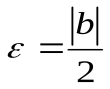 ε = |b|/2